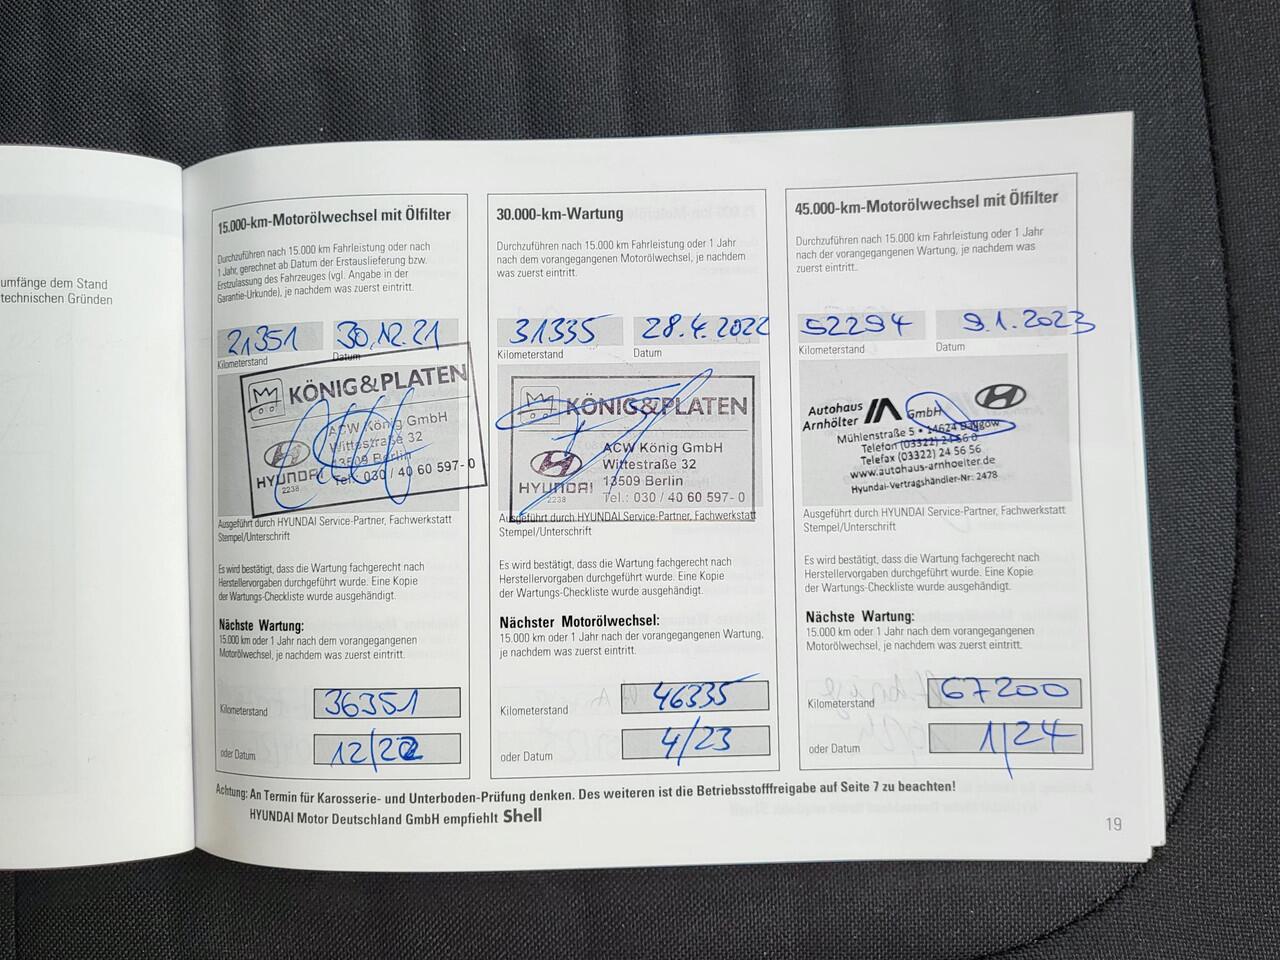 umfänge dem Stand
technischen Gründen
15.000-km-Motorölwechsel mit Ölfilter
Durchzuführen nach 15.000 km Fahrleistung oder nach
1 Jahr, gerechnet ab Datum der Erstauslieferung bzw.
Erstzulassung des Fahrzeuges (vgl. Angabe in der
Garantie-Urkunde), je nachdem was zuerst eintritt.
21351 30.12.21
Kilometerstand Datum
KÖNIG&PLATEN
ACW König GmbH
Wittestraße 32
13509 Berlin
HYUNDAI Tel.: 030 / 40 60 597-0
2238
Ausgeführt durch HYUNDAI Service-Partner, Fachwerkstatt
Stempel/Unterschrift
Es wird bestätigt, dass die Wartung fachgerecht nach
Herstellervorgaben durchgeführt wurde. Eine Kopie
der Wartungs-Checkliste wurde ausgehändigt.
Nächste Wartung:
15.000 km oder 1 Jahr nach dem vorangegangenen
Motorölwechsel, je nachdem was zuerst eintritt.
Kilometerstand 36351
oder Datum 12/22
30.000-km-Wartung
Durchzuführen nach 15.000 km Fahrleistung oder 1 Jahr
nach dem vorangegangenen Motorölwechsel, je nachdem
was zuerst eintritt.
31335 28.4.2022
Kilometerstand Datum
KÖNIG&PLATEN
ACW König GmbH
Wittestraße 32
13509 Berlin
HYUNDAI Tel.: 030 / 40 60 597-0
2238
Ausgeführt durch HYUNDAI Service-Partner, Fachwerkstatt
Stempel/Unterschrift
Es wird bestätigt, dass die Wartung fachgerecht nach
Herstellervorgaben durchgeführt wurde. Eine Kopie
der Wartungs-Checkliste wurde ausgehändigt.
Nächster Motorölwechsel:
15.000 km oder 1 Jahr nach der vorangegangenen Wartung,
je nachdem was zuerst eintritt.
Kilometerstand 46335
oder Datum 4/23
45.000-km-Motorölwechsel mit Ölfilter
Durchzuführen nach 15.000 km Fahrleistung oder 1 Jahr
nach der vorangegangenen Wartung, je nachdem was
zuerst eintritt.
52294 9.1.2023
Kilometerstand Datum
Autohaus
Arnhölter GmbH
Mühlenstraße 5 • 14624 Dallgow
Telefon (03322) 24 56 0
Telefax (03322) 24 56 56
www.autohaus-arnhoelter.de
Hyundai-Vertragshändler-Nr: 2478
Ausgeführt durch HYUNDAI Service-Partner, Fachwerkstatt
Stempel/Unterschrift
Es wird bestätigt, dass die Wartung fachgerecht nach
Herstellervorgaben durchgeführt wurde. Eine Kopie
der Wartungs-Checkliste wurde ausgehändigt.
Nächste Wartung:
15.000 km oder 1 Jahr nach dem vorangegangenen
Motorölwechsel, je nachdem was zuerst eintritt.
Kilometerstand 67200
oder Datum 1/24
Achtung: An Termin für Karosserie- und Unterboden-Prüfung denken. Des weiteren ist die Betriebsstofffreigabe auf Seite 7 zu beachten!
HYUNDAI Motor Deutschland GmbH empfiehlt Shell
19